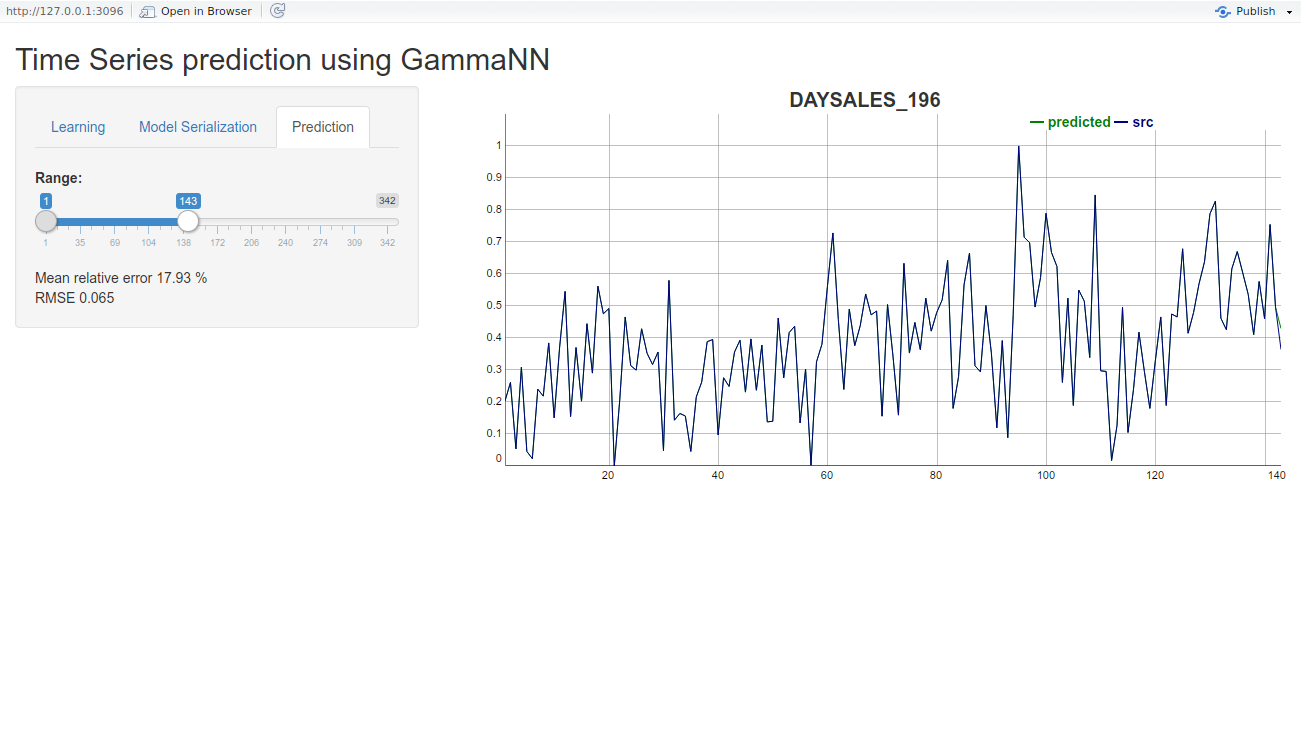 http://127.0.0.1:3096 Open in Browser Publish
Time Series prediction using GammaNN
Learning Model Serialization Prediction
Range:
1 143 342
1 35 69 104 138 172 206 240 274 309 342
Mean relative error 17.93 %
RMSE 0.065
DAYSALES_196
predicted src
1
0.9
0.8
0.7
0.6
0.5
0.4
0.3
0.2
0.1
0
20 40 60 80 100 120 140